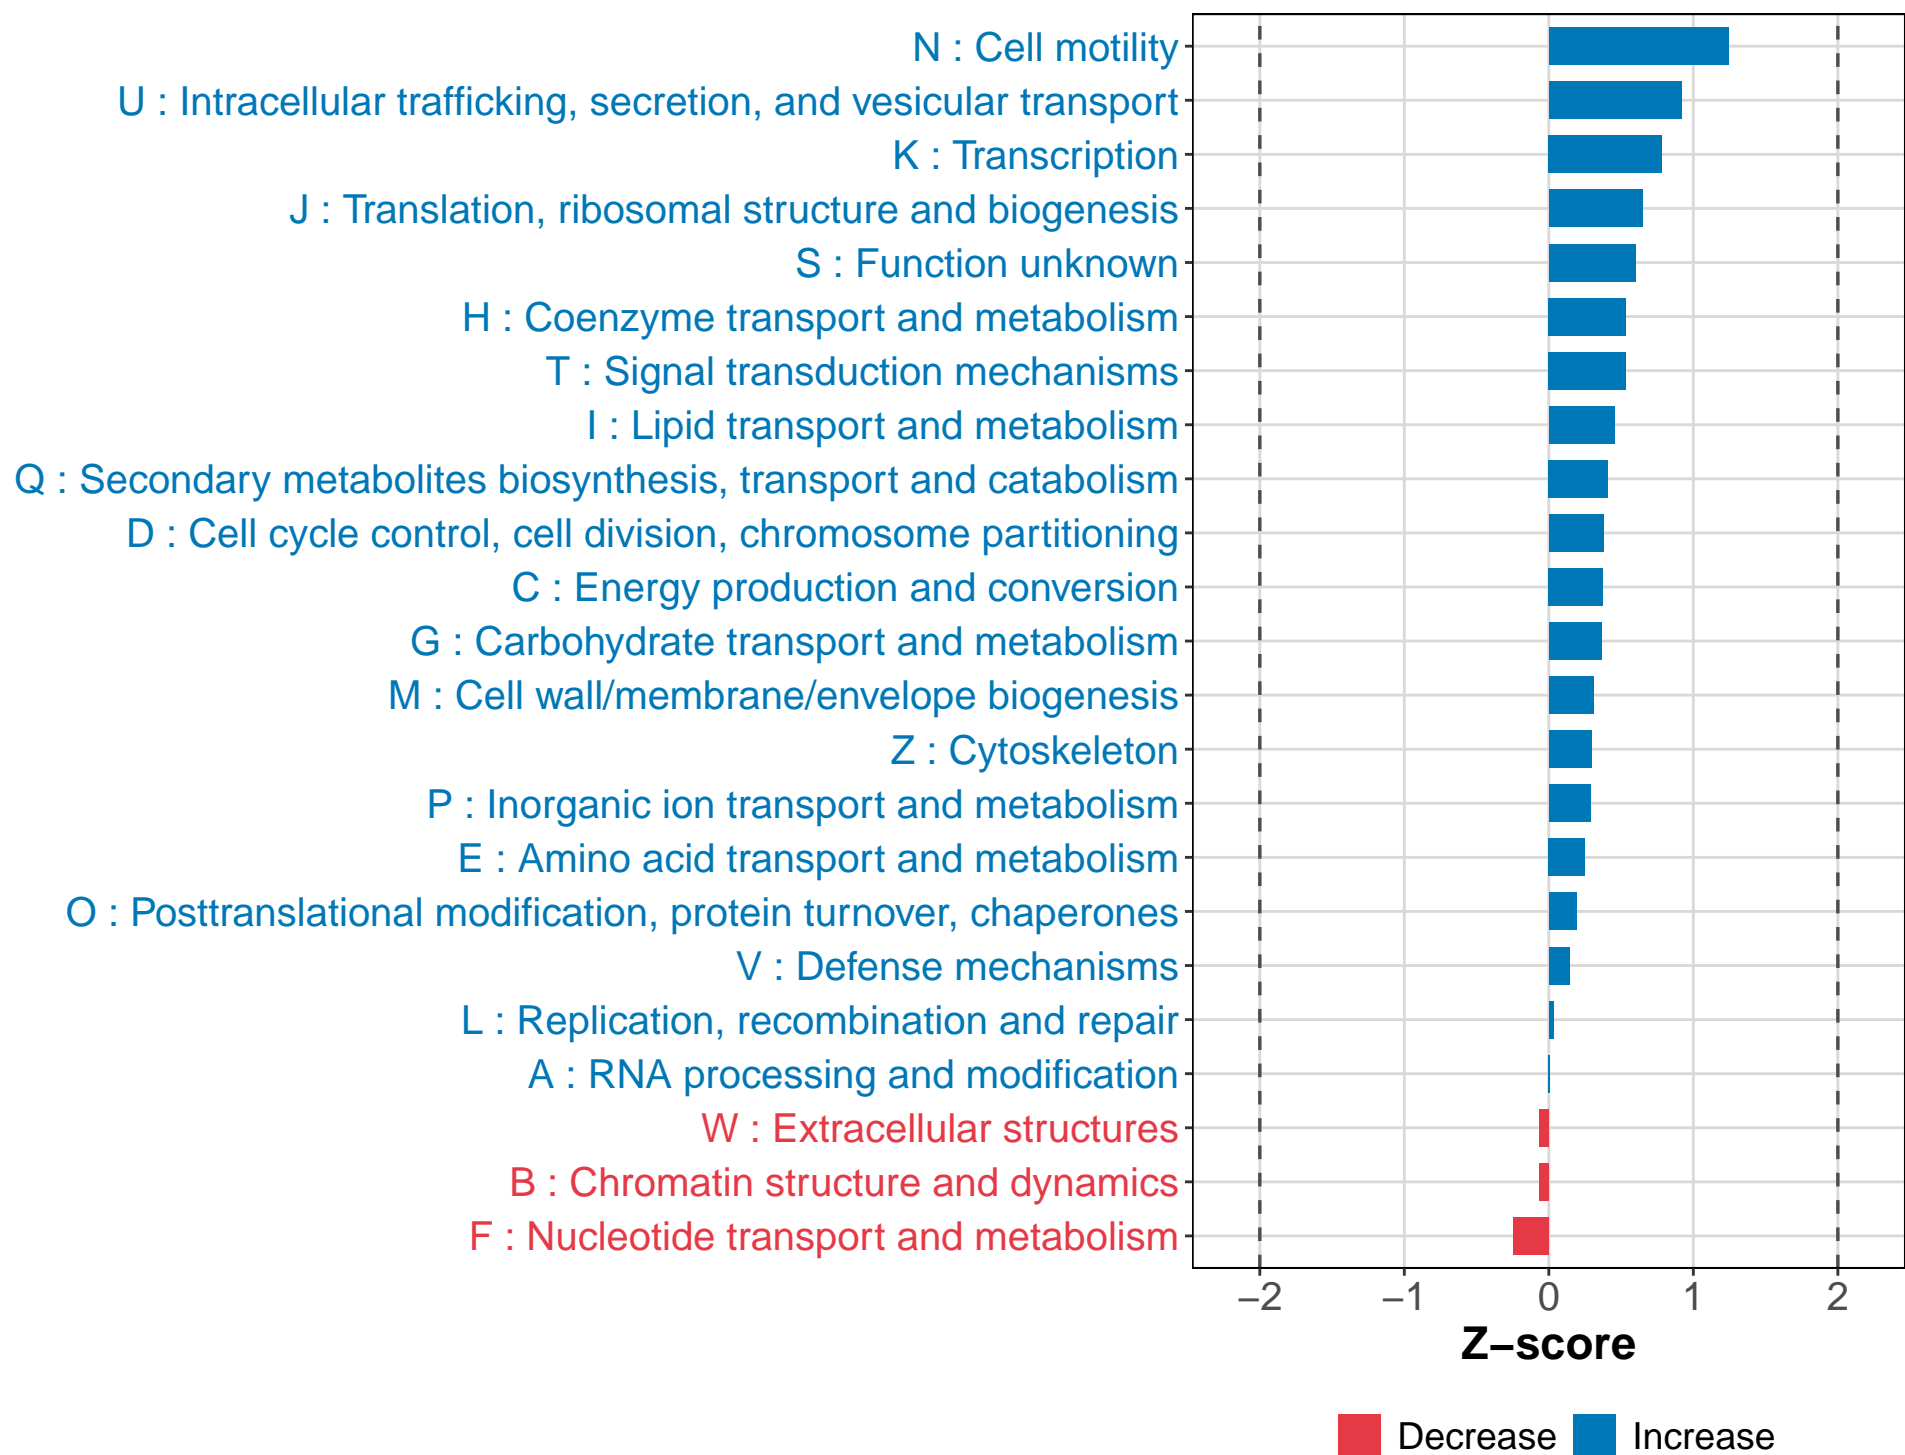 N : Cell motility
U : Intracellular trafficking, secretion, and vesicular transport
K : Transcription
J : Translation, ribosomal structure and biogenesis
S : Function unknown
H : Coenzyme transport and metabolism
T : Signal transduction mechanisms
I : Lipid transport and metabolism
Q : Secondary metabolites biosynthesis, transport and catabolism
D : Cell cycle control, cell division, chromosome partitioning
C : Energy production and conversion
G : Carbohydrate transport and metabolism
M : Cell wall/membrane/envelope biogenesis
Z : Cytoskeleton
P : Inorganic ion transport and metabolism
E : Amino acid transport and metabolism
O : Posttranslational modification, protein turnover, chaperones
V : Defense mechanisms
L : Replication, recombination and repair
A : RNA processing and modification
W : Extracellular structures
B : Chromatin structure and dynamics
F : Nucleotide transport and metabolism
−2 −1 0 1 2
Z−score
Decrease Increase